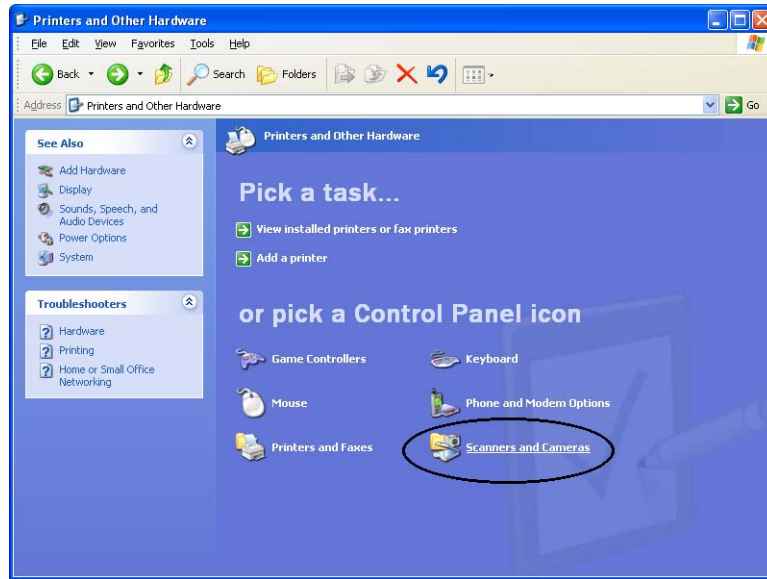 Printers and Other Hardware
File Edit View Favorites Tools Help
Back Search Folders
Address Printers and Other Hardware Go
See Also
Add Hardware
Display
Sounds, Speech, and
Audio Devices
Power Options
System
Troubleshooters
Hardware
Printing
Home or Small Office
Networking
Printers and Other Hardware
Pick a task...
View installed printers or fax printers
Add a printer
or pick a Control Panel icon
Game Controllers Keyboard
Mouse Phone and Modem Options
Printers and Faxes Scanners and Cameras